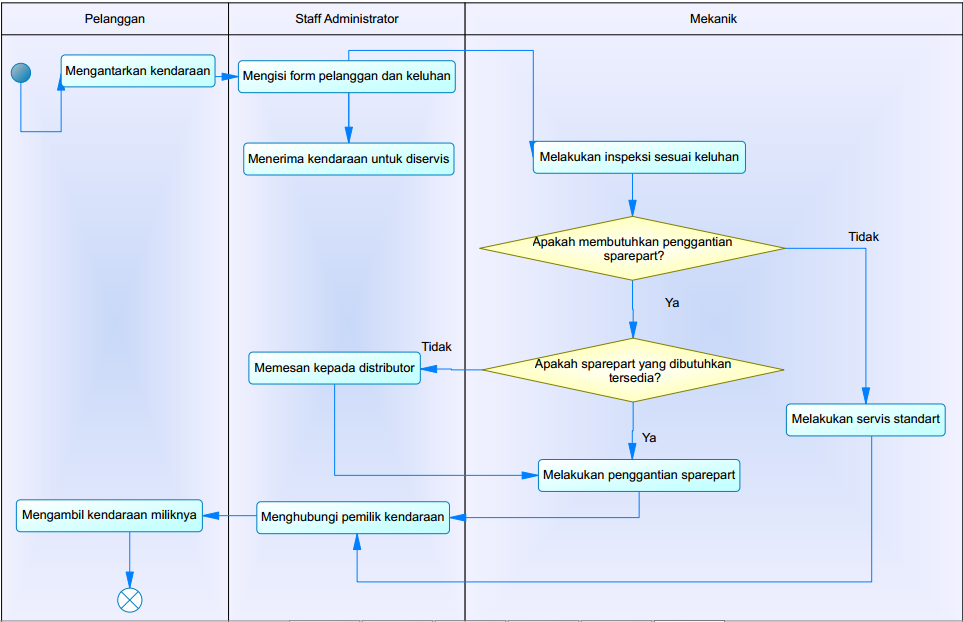 Pelanggan
Staff Administrator
Mekanik
Mengantarkan kendaraan
Mengisi form pelanggan dan keluhan
Menerima kendaraan untuk diservis
Melakukan inspeksi sesuai keluhan
Apakah membutuhkan penggantian
sparepart?
Tidak
Ya
Apakah sparepart yang dibutuhkan
tersedia?
Tidak
Memesan kepada distributor
Ya
Melakukan servis standart
Melakukan penggantian sparepart
Menghubungi pemilik kendaraan
Mengambil kendaraan miliknya